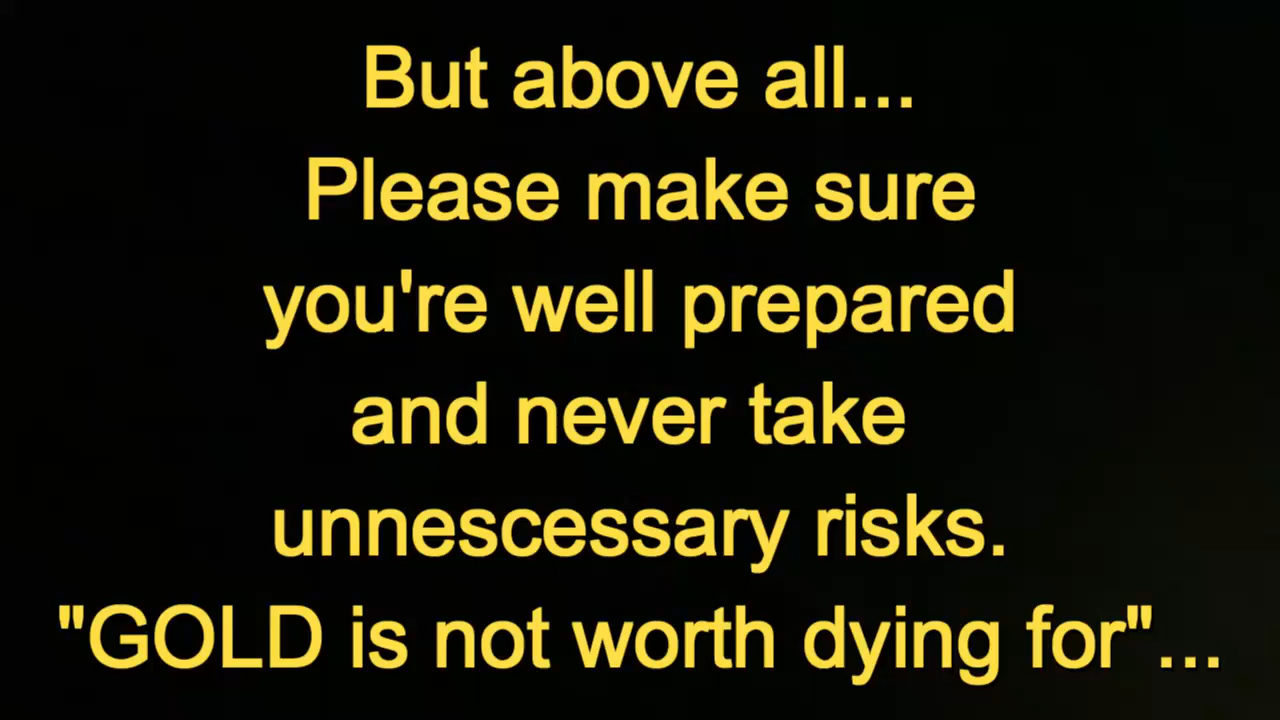 But above all...
Please make sure
you're well prepared
and never take
unnescessary risks.
"GOLD is not worth dying for"...